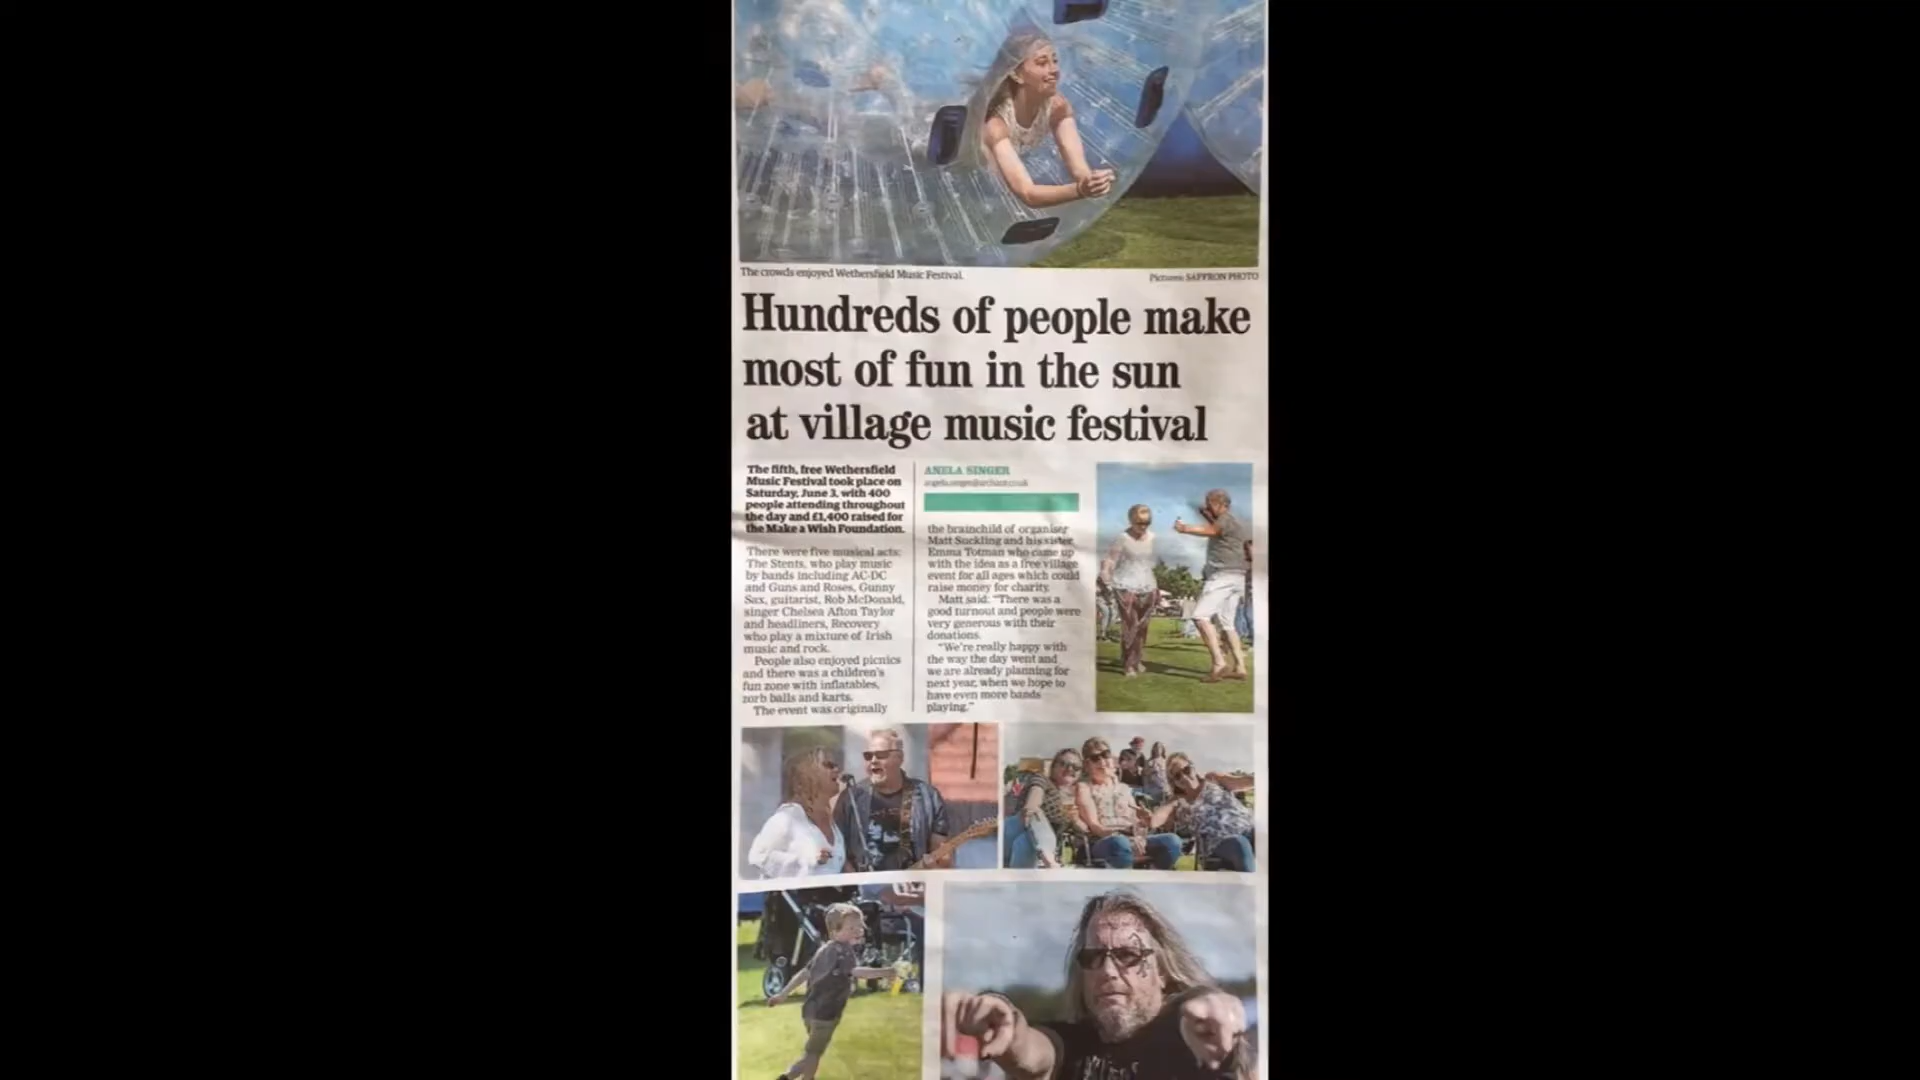 The crowds enjoyed Wethersfield Music Festival.
Pictures: SAFFRON PHOTO
Hundreds of people make
most of fun in the sun
at village music festival
The fifth, free Wethersfield
Music Festival took place on
Saturday, June 3, with 400
people attending throughout
the day and £1,400 raised for
the Make a Wish Foundation.
There were five musical acts:
The Stents, who play music
by bands including AC-DC
and Guns and Roses, Gunny
Sax, guitarist, Rob McDonald,
singer Chelsea Afton Taylor
and headliners, Recovery
who play a mixture of Irish
music and rock.
People also enjoyed picnics
and there was a children's
fun zone with inflatables,
zorb balls and karts.
The event was originally
ANELA SINGER
angela.singer@archant.co.uk
the brainchild of organiser
Matt Suckling and his sister
Emma Totman who came up
with the idea as a free village
event for all ages which could
raise money for charity.
Matt said: "There was a
good turnout and people were
very generous with their
donations.
"We're really happy with
the way the day went and
we are already planning for
next year, when we hope to
have even more bands
playing."